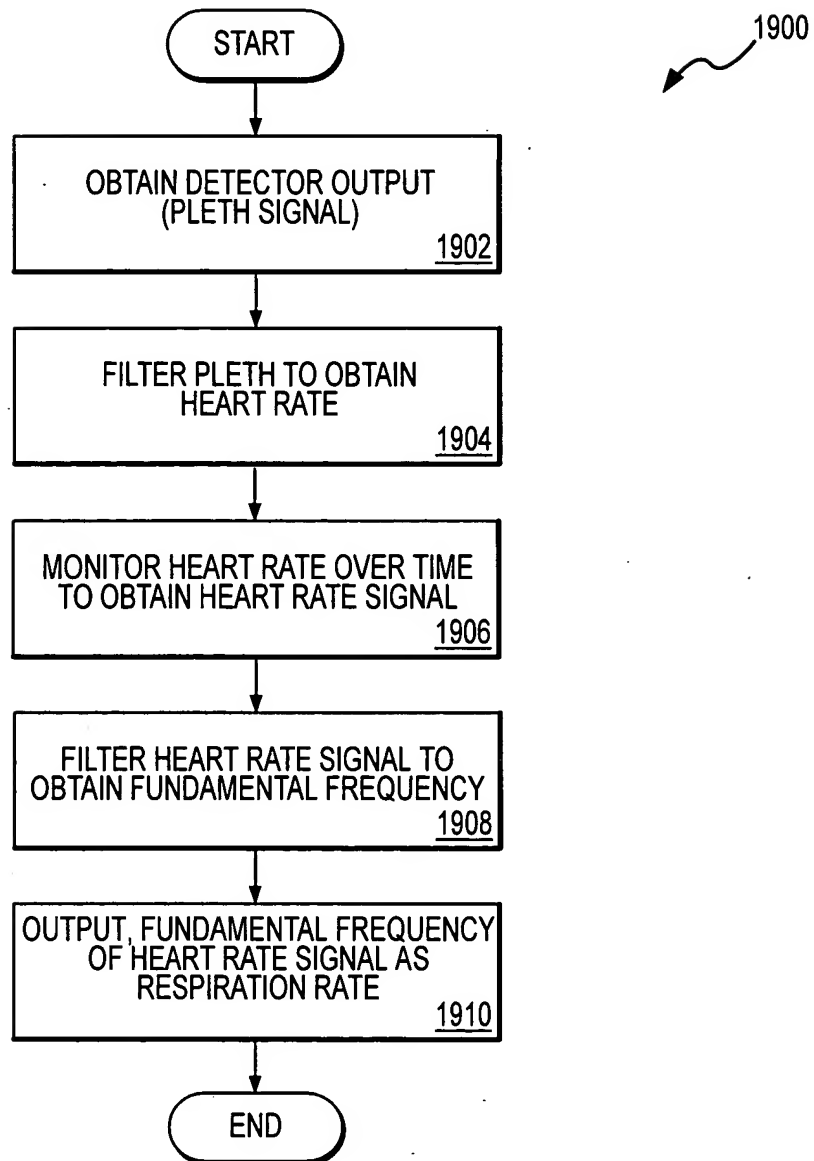 START
1900
OBTAIN DETECTOR OUTPUT
(PLETH SIGNAL)
1902
FILTER PLETH TO OBTAIN
HEART RATE
1904
MONITOR HEART RATE OVER TIME
TO OBTAIN HEART RATE SIGNAL
1906
FILTER HEART RATE SIGNAL TO
OBTAIN FUNDAMENTAL FREQUENCY
1908
OUTPUT, FUNDAMENTAL FREQUENCY
OF HEART RATE SIGNAL AS
RESPIRATION RATE
1910
END